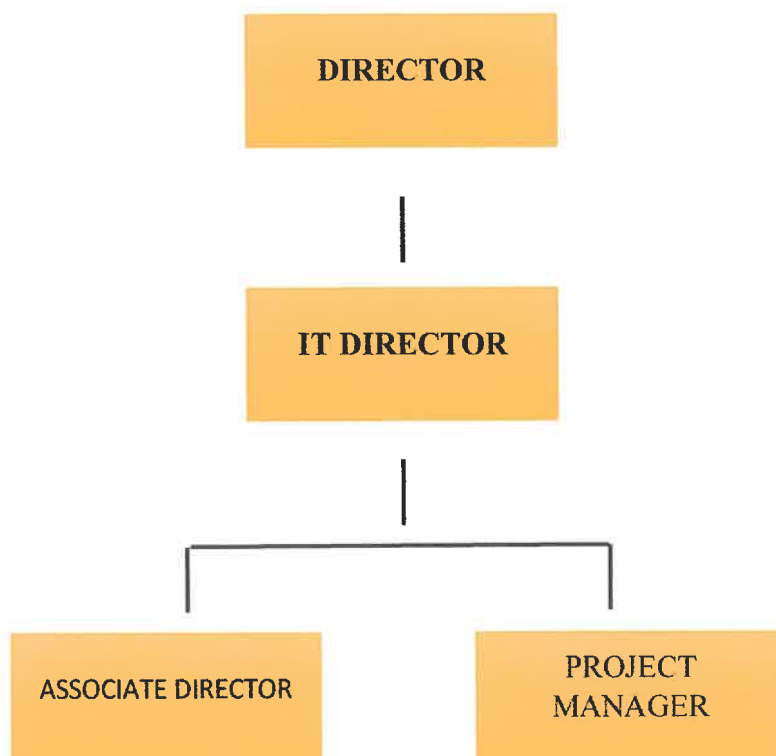 DIRECTOR
IT DIRECTOR
ASSOCIATE DIRECTOR
PROJECT
MANAGER